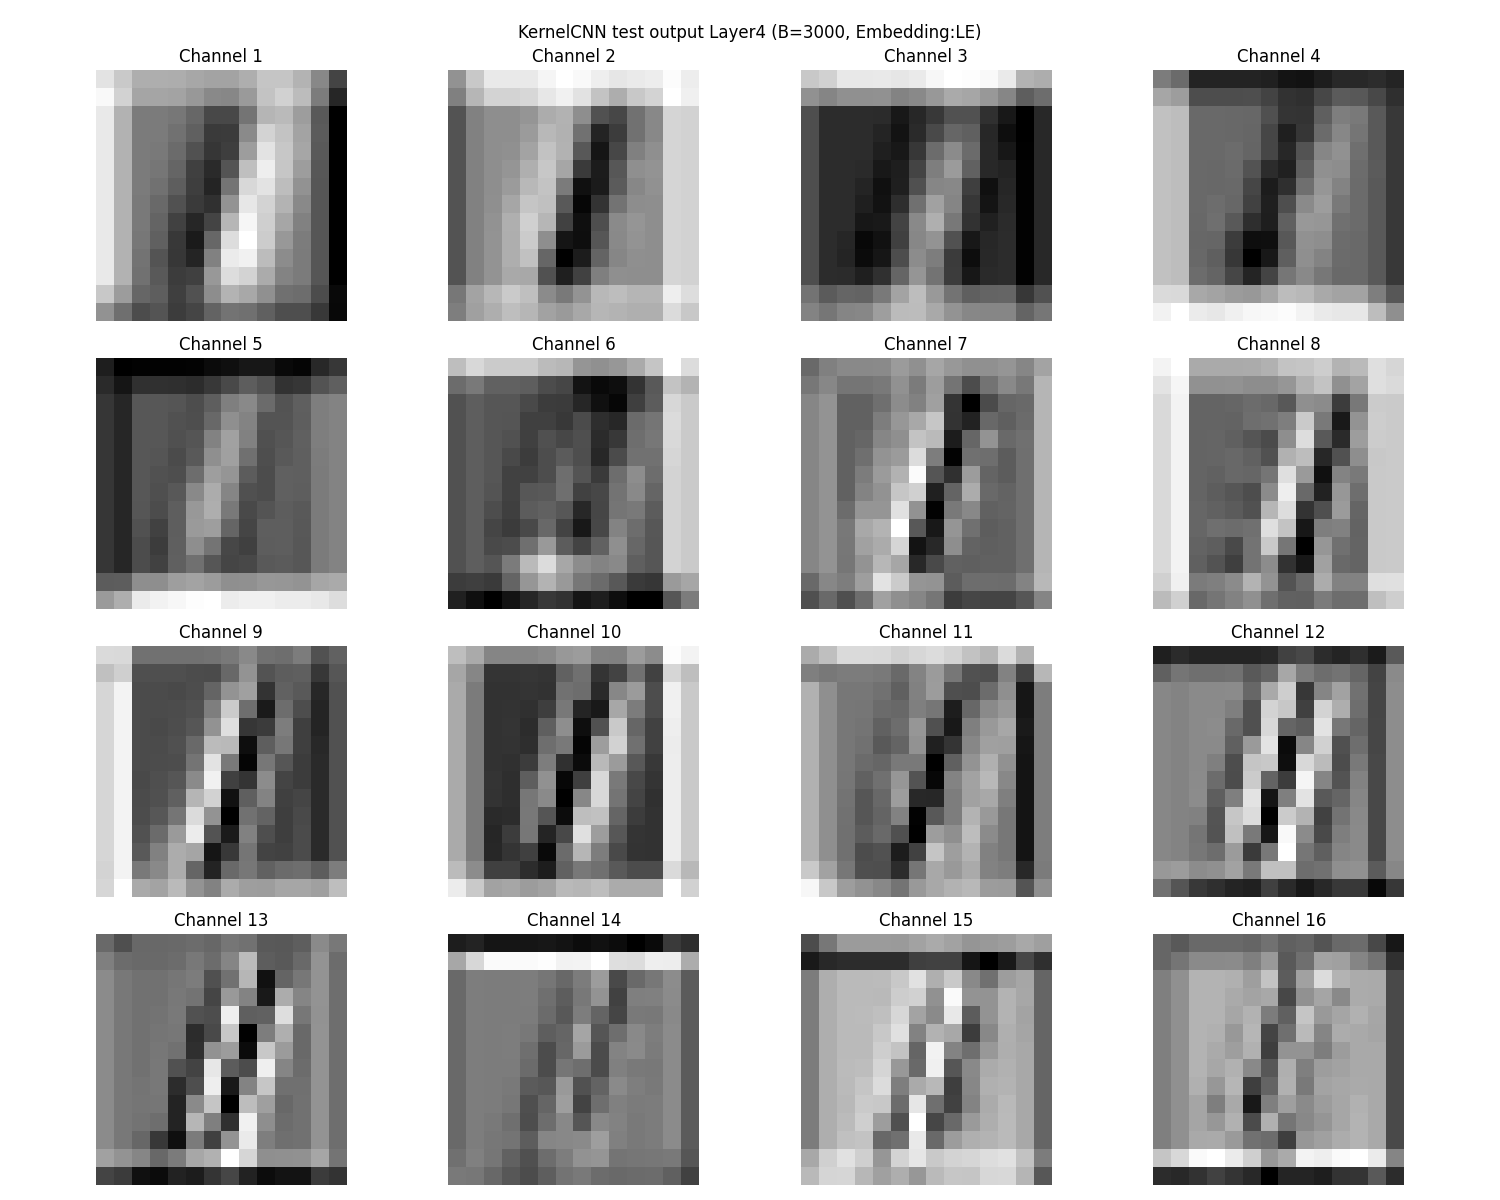 KernelCNN test output Layer4 (B=3000, Embedding:LE)
Channel 1 Channel 2 Channel 3 Channel 4
Channel 5 Channel 6 Channel 7 Channel 8
Channel 9 Channel 10 Channel 11 Channel 12
Channel 13 Channel 14 Channel 15 Channel 16